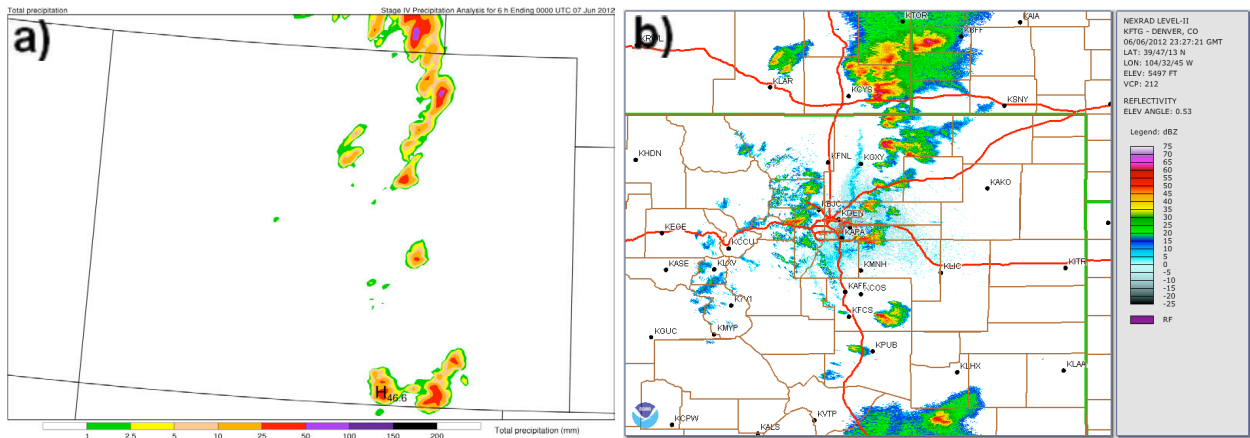 Total precipitation
Stage IV Precipitation Analysis for 6 h Ending 0000 UTC 07 Jun 2012
a)
H
46.6
1 2.5 5 10 25 50 100 150 200
Total precipitation (mm)
b)
KTOR
KAIA
KBFF
KLAR
KCYS
KSNY
KHDN
KFNL
KGXY
KAKO
KBJC
KDEN
KEGE
KCCU
KAPA
KASE
KLXV
KMNH
KLIC
KITR
KAFF
KCOS
KFCS
KGUC
KMYP
KPUB
KLHX
KLAA
KCPW
KVTP
KALS
NEXRAD LEVEL-II
KFTG - DENVER, CO
06/06/2012 23:27:21 GMT
LAT: 39/47/13 N
LON: 104/32/45 W
ELEV: 5497 FT
VCP: 212
REFLECTIVITY
ELEV ANGLE: 0.53
Legend: dBZ
75
70
65
60
55
50
45
40
35
30
25
20
15
10
5
0
-5
-10
-15
-20
-25
RF